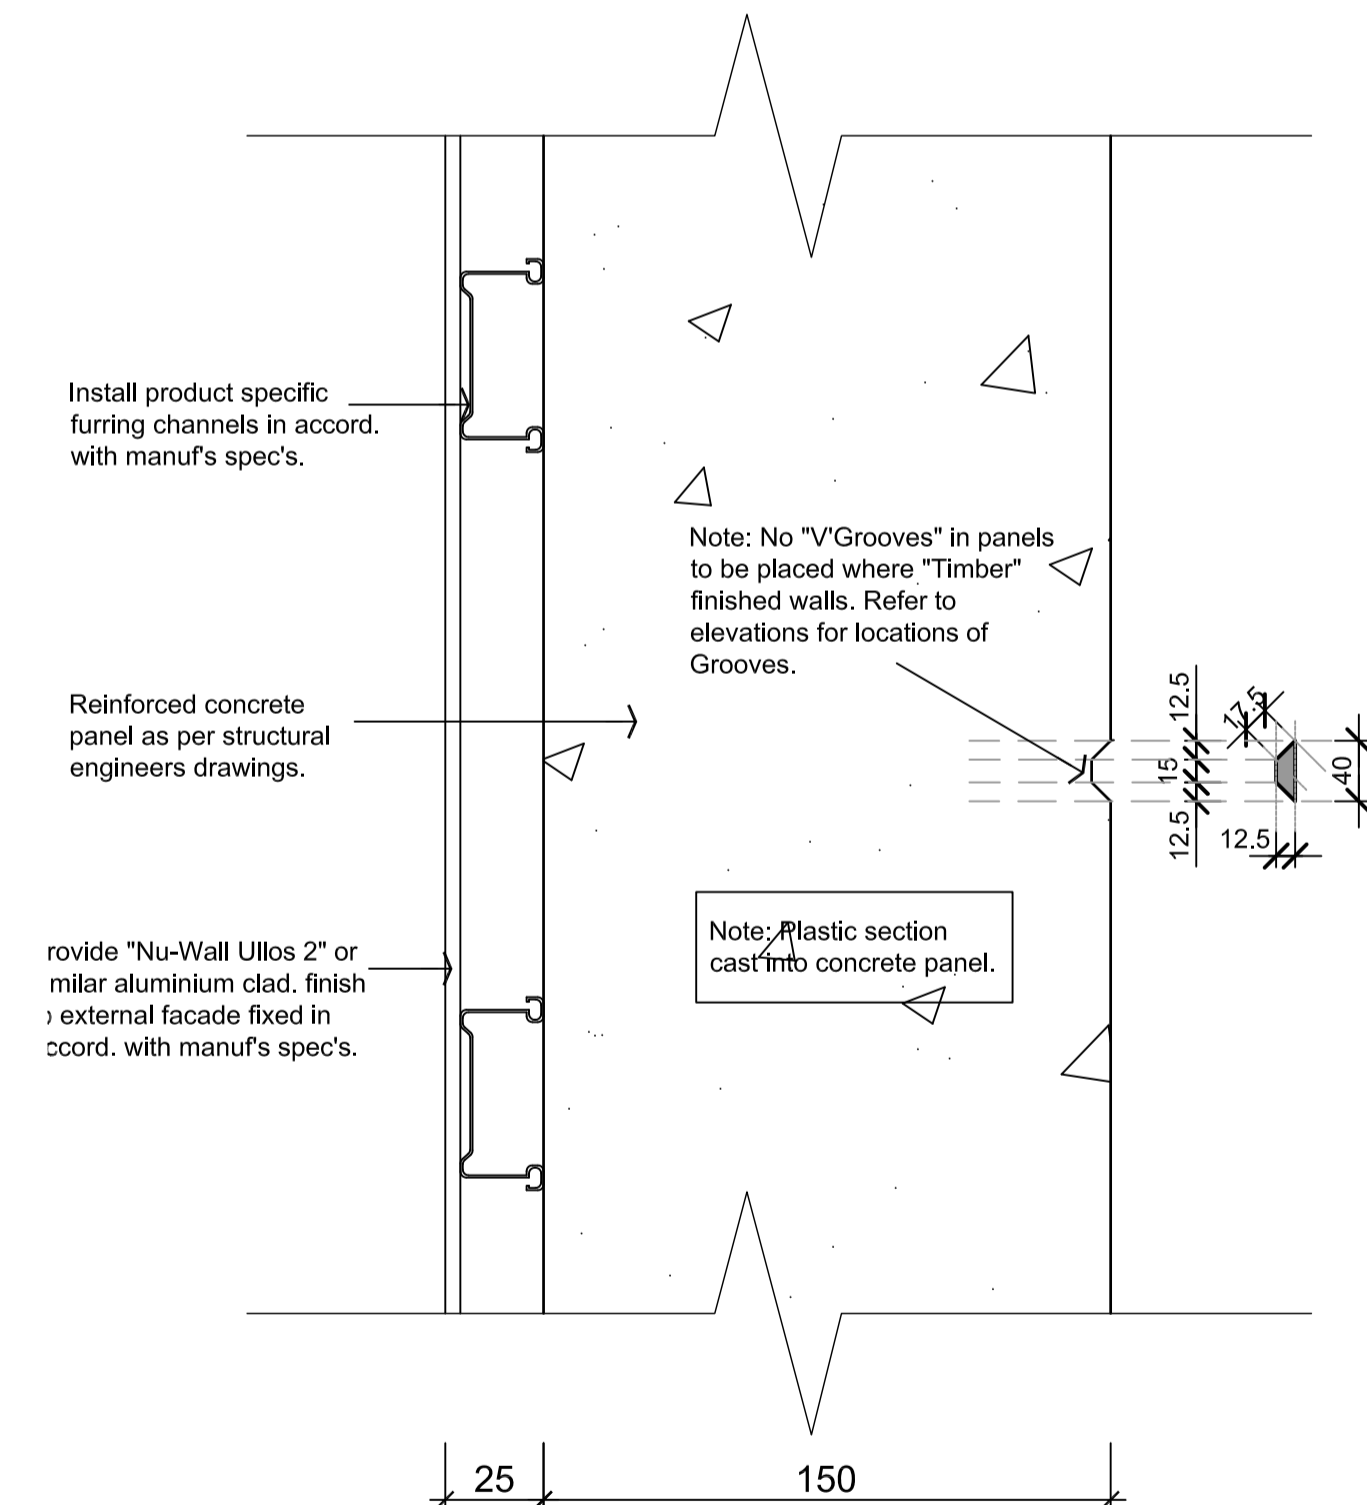 Install product specific
furring channels in accord.
with manuf's spec's.
Note: No "V'Grooves" in panels
to be placed where "Timber"
finished walls. Refer to
elevations for locations of
Grooves.
Reinforced concrete
panel as per structural
engineers drawings.
12.5
15
12.5
17.5
40
12.5
Note: Plastic section
cast into concrete panel.
rovide "Nu-Wall Ullos 2" or
milar aluminium clad. finish
external facade fixed in
ccord. with manuf's spec's.
25
150